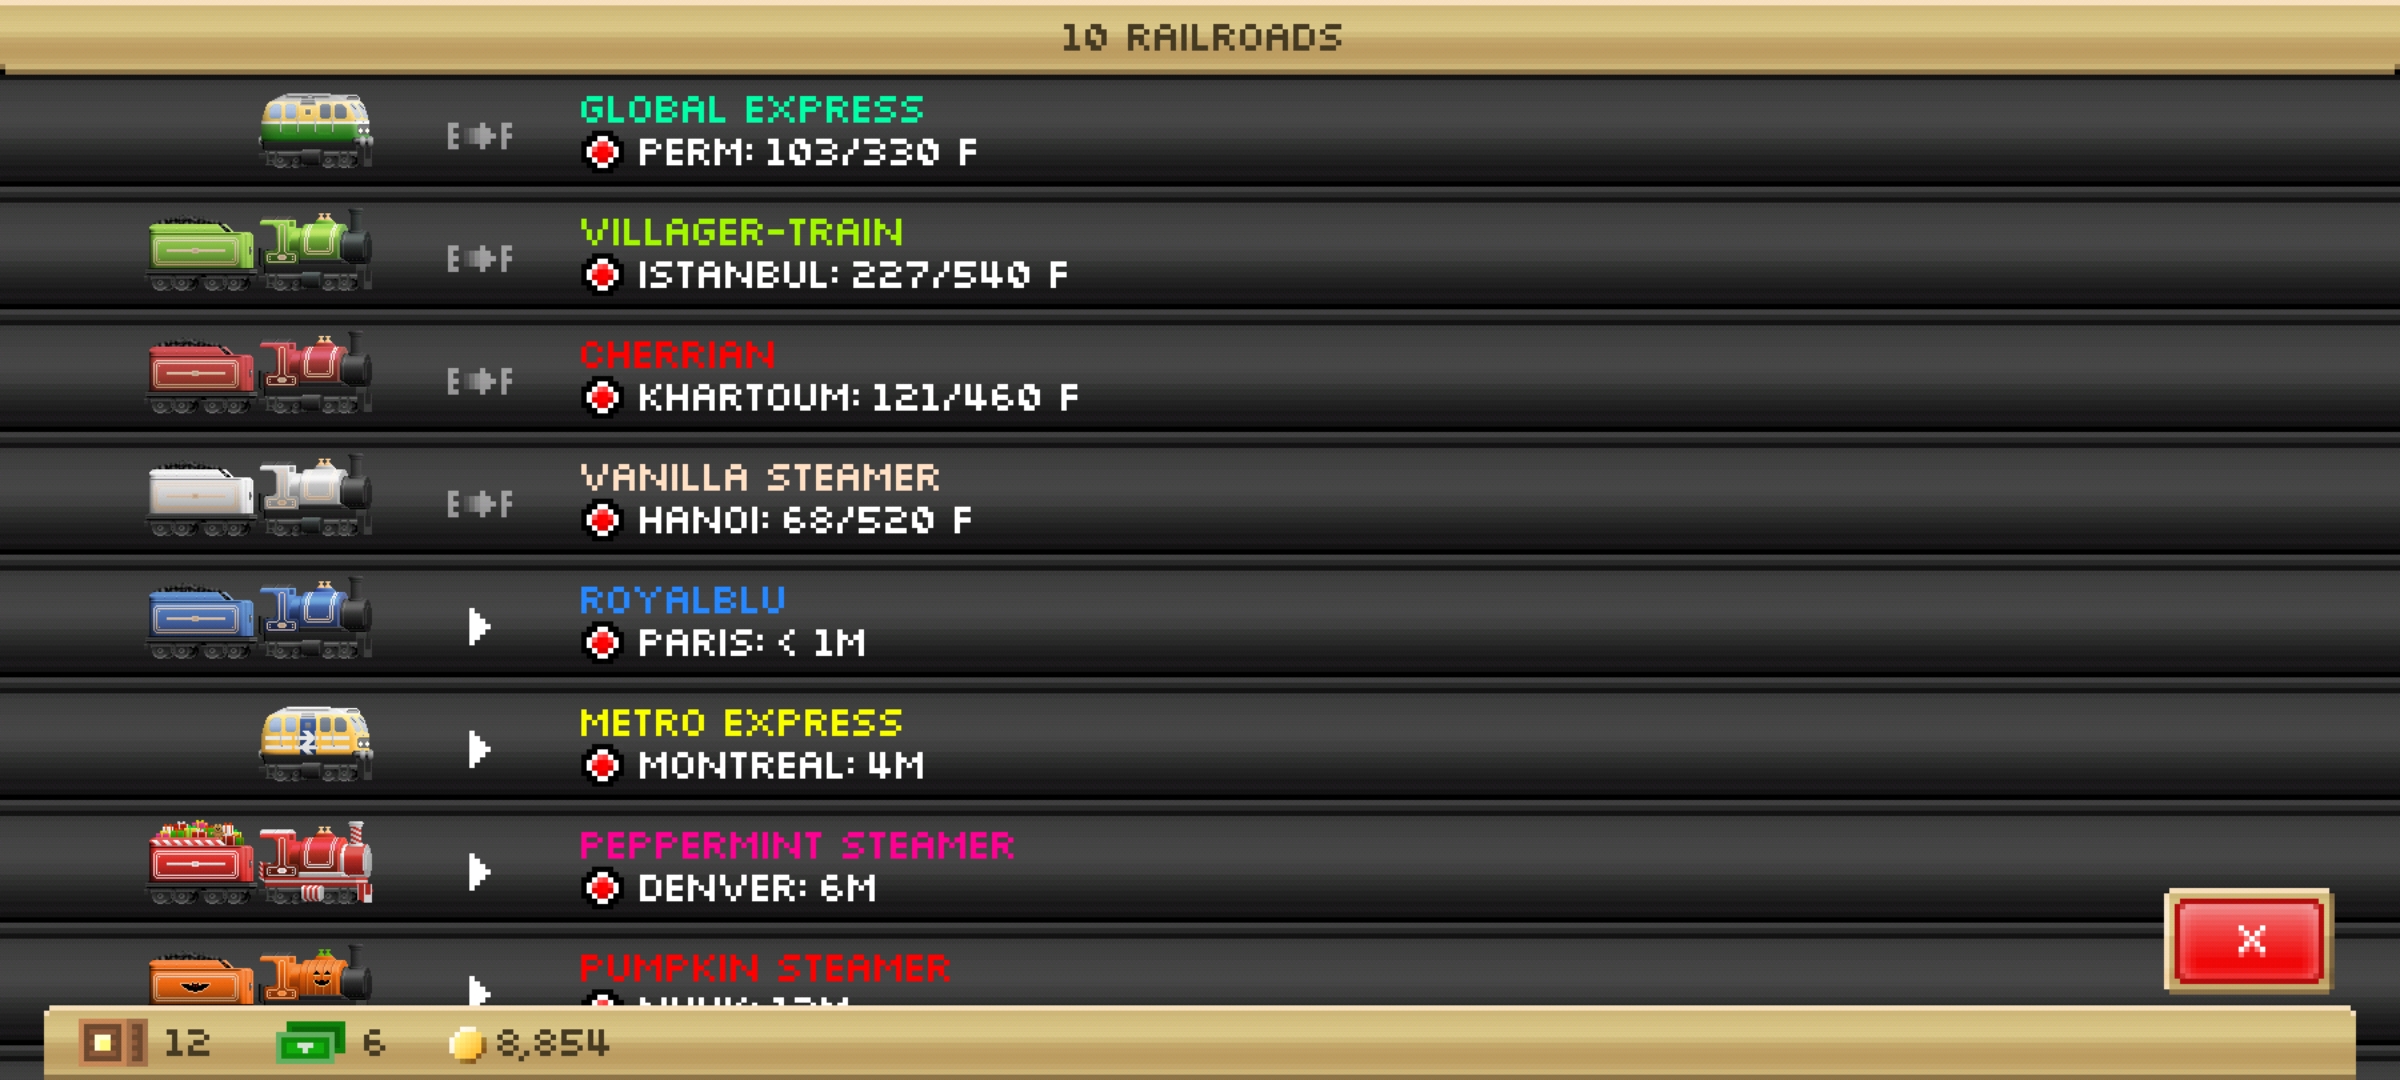 10 RAILROADS
GLOBAL EXPRESS
E F
PERM: 103/330 F
VILLAGER-TRAIN
E F
ISTANBUL: 227/540 F
CHERRIAN
E F
KHARTOUM: 121/460 F
VANILLA STEAMER
E F
HANOI: 68/520 F
ROYALBLU
PARIS: < 1M
METRO EXPRESS
MONTREAL: 4M
PEPPERMINT STEAMER
DENVER: 6M
PUMPKIN STEAMER
X
12 6 8,854